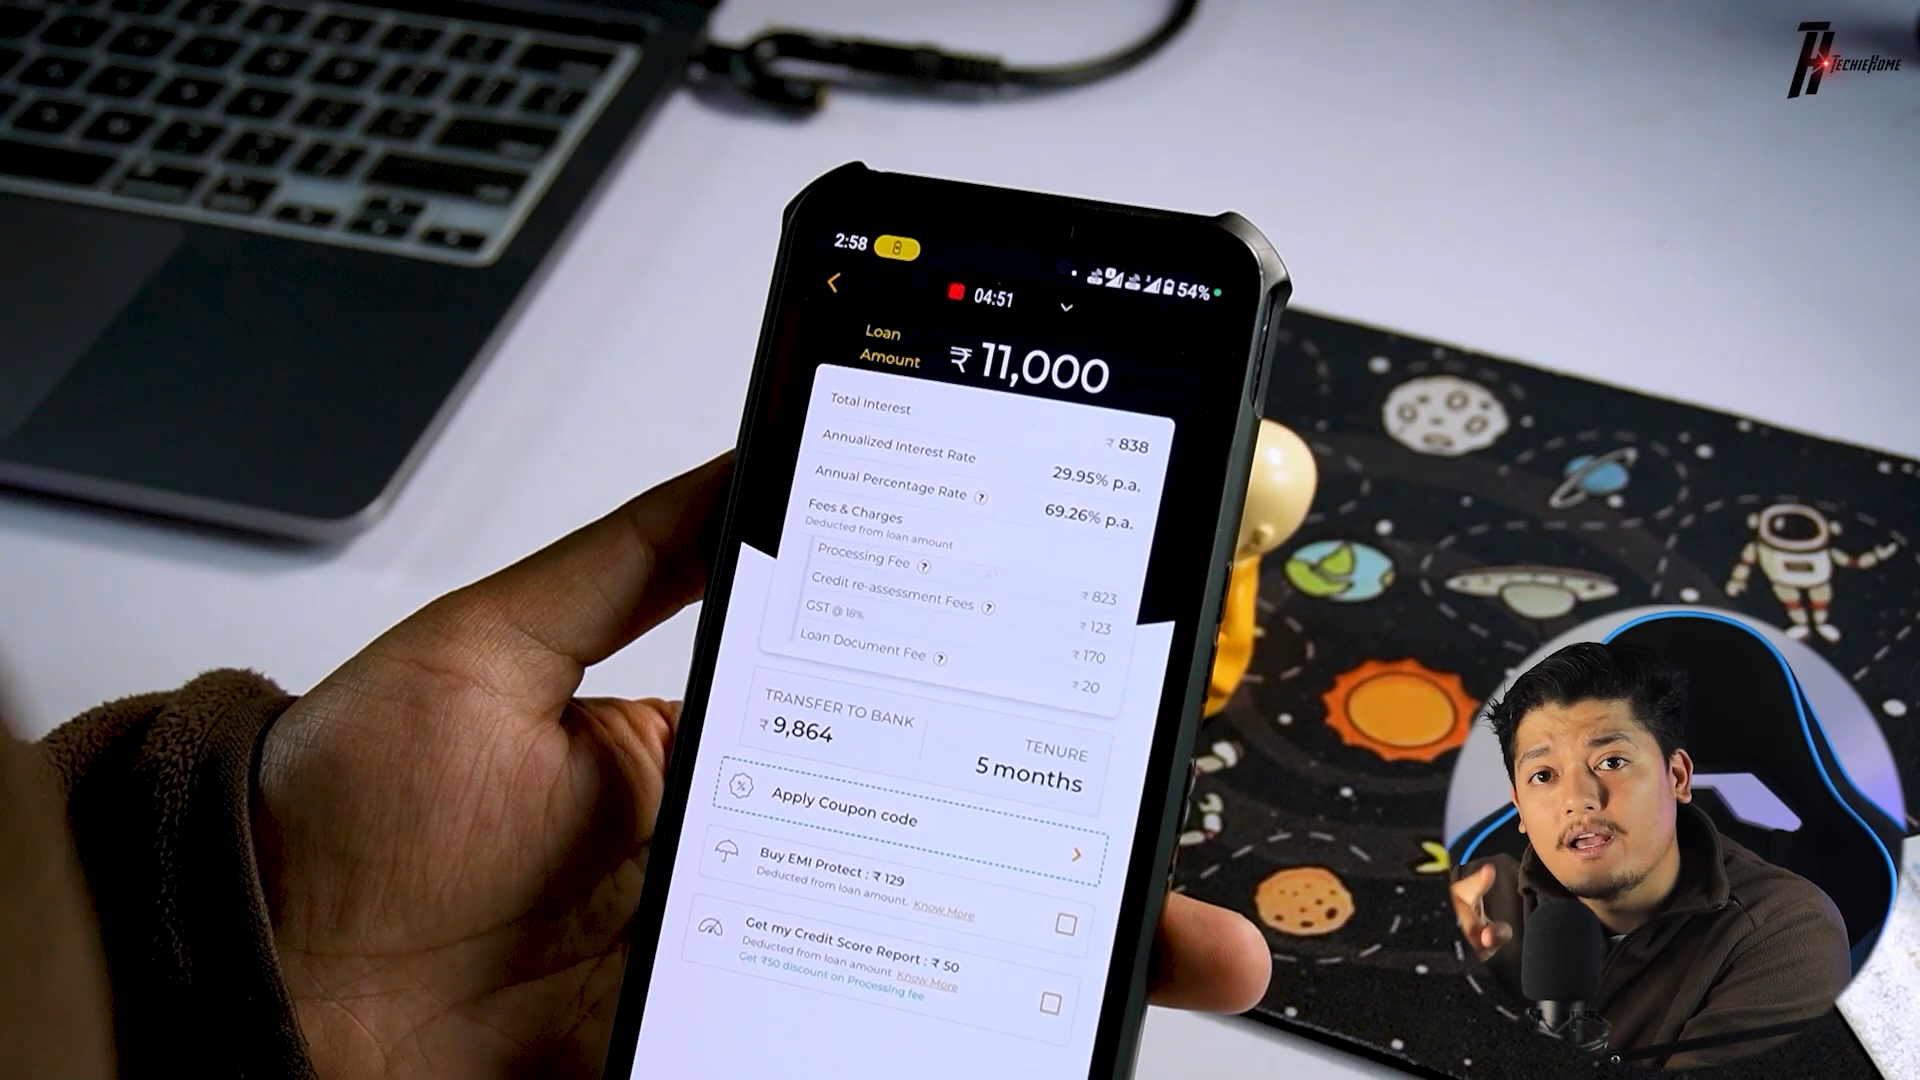 TECHIEHOME
2:58
54%
04:51
Loan
Amount
₹ 11,000
Total Interest
₹ 838
Annualized Interest Rate
29.95% p.a.
Annual Percentage Rate ?
69.26% p.a.
Fees & Charges
Deducted from loan amount
Processing Fee ?
₹ 823
Credit re-assessment Fees ?
₹ 123
GST @ 18%
₹ 170
Loan Document Fee ?
₹ 20
TRANSFER TO BANK
₹ 9,864
TENURE
5 months
Apply Coupon code
Buy EMI Protect : ₹ 129
Deducted from loan amount. Know More
Get my Credit Score Report : ₹ 50
Deducted from loan amount Know More
Get ₹50 discount on Processing fee